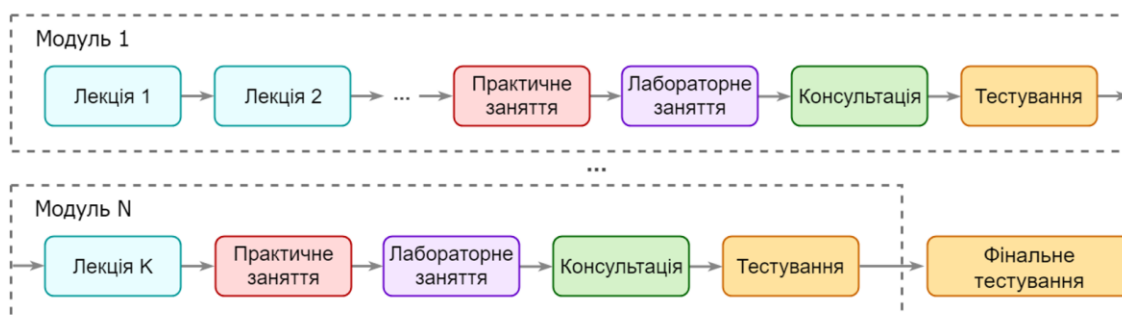 Модуль 1
Лекція 1
Лекція 2
...
Практичне
заняття
Лабораторне
заняття
Консультація
Тестування
...
Модуль N
Лекція K
Практичне
заняття
Лабораторне
заняття
Консультація
Тестування
Фінальне
тестування